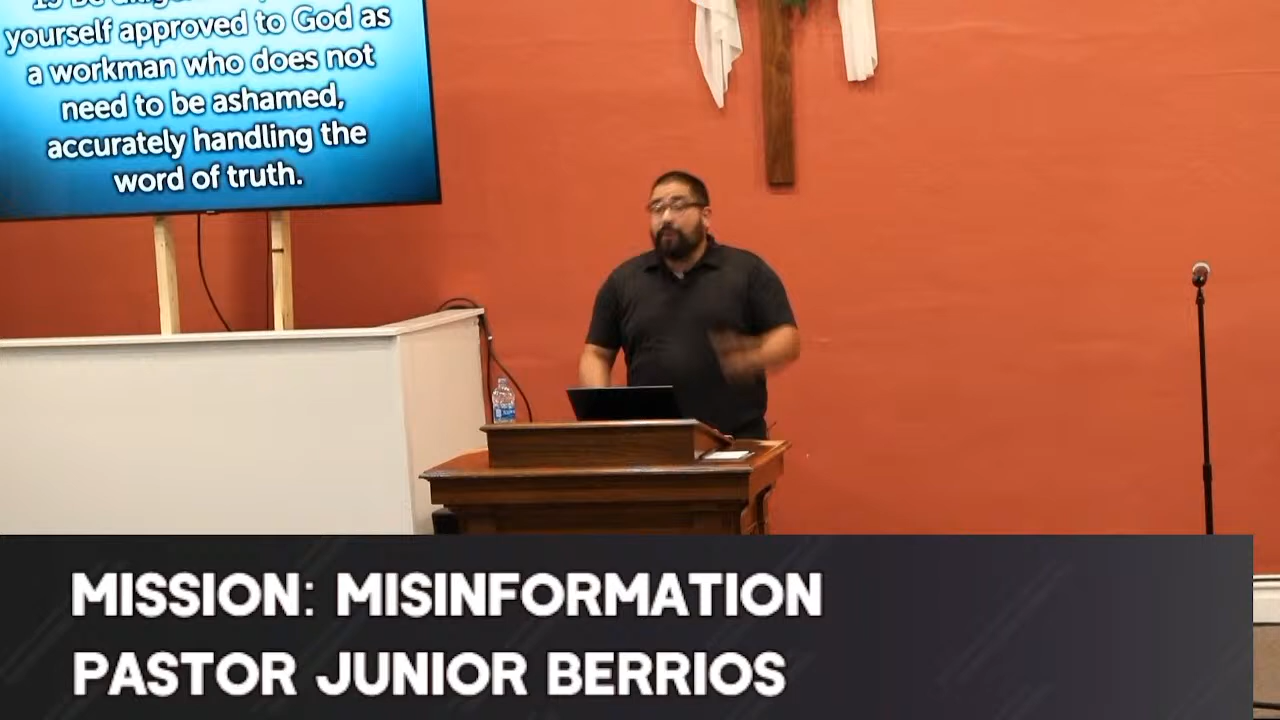 yourself approved to God as
a workman who does not
need to be ashamed,
accurately handling the
word of truth.
MISSION: MISINFORMATION
PASTOR JUNIOR BERRIOS